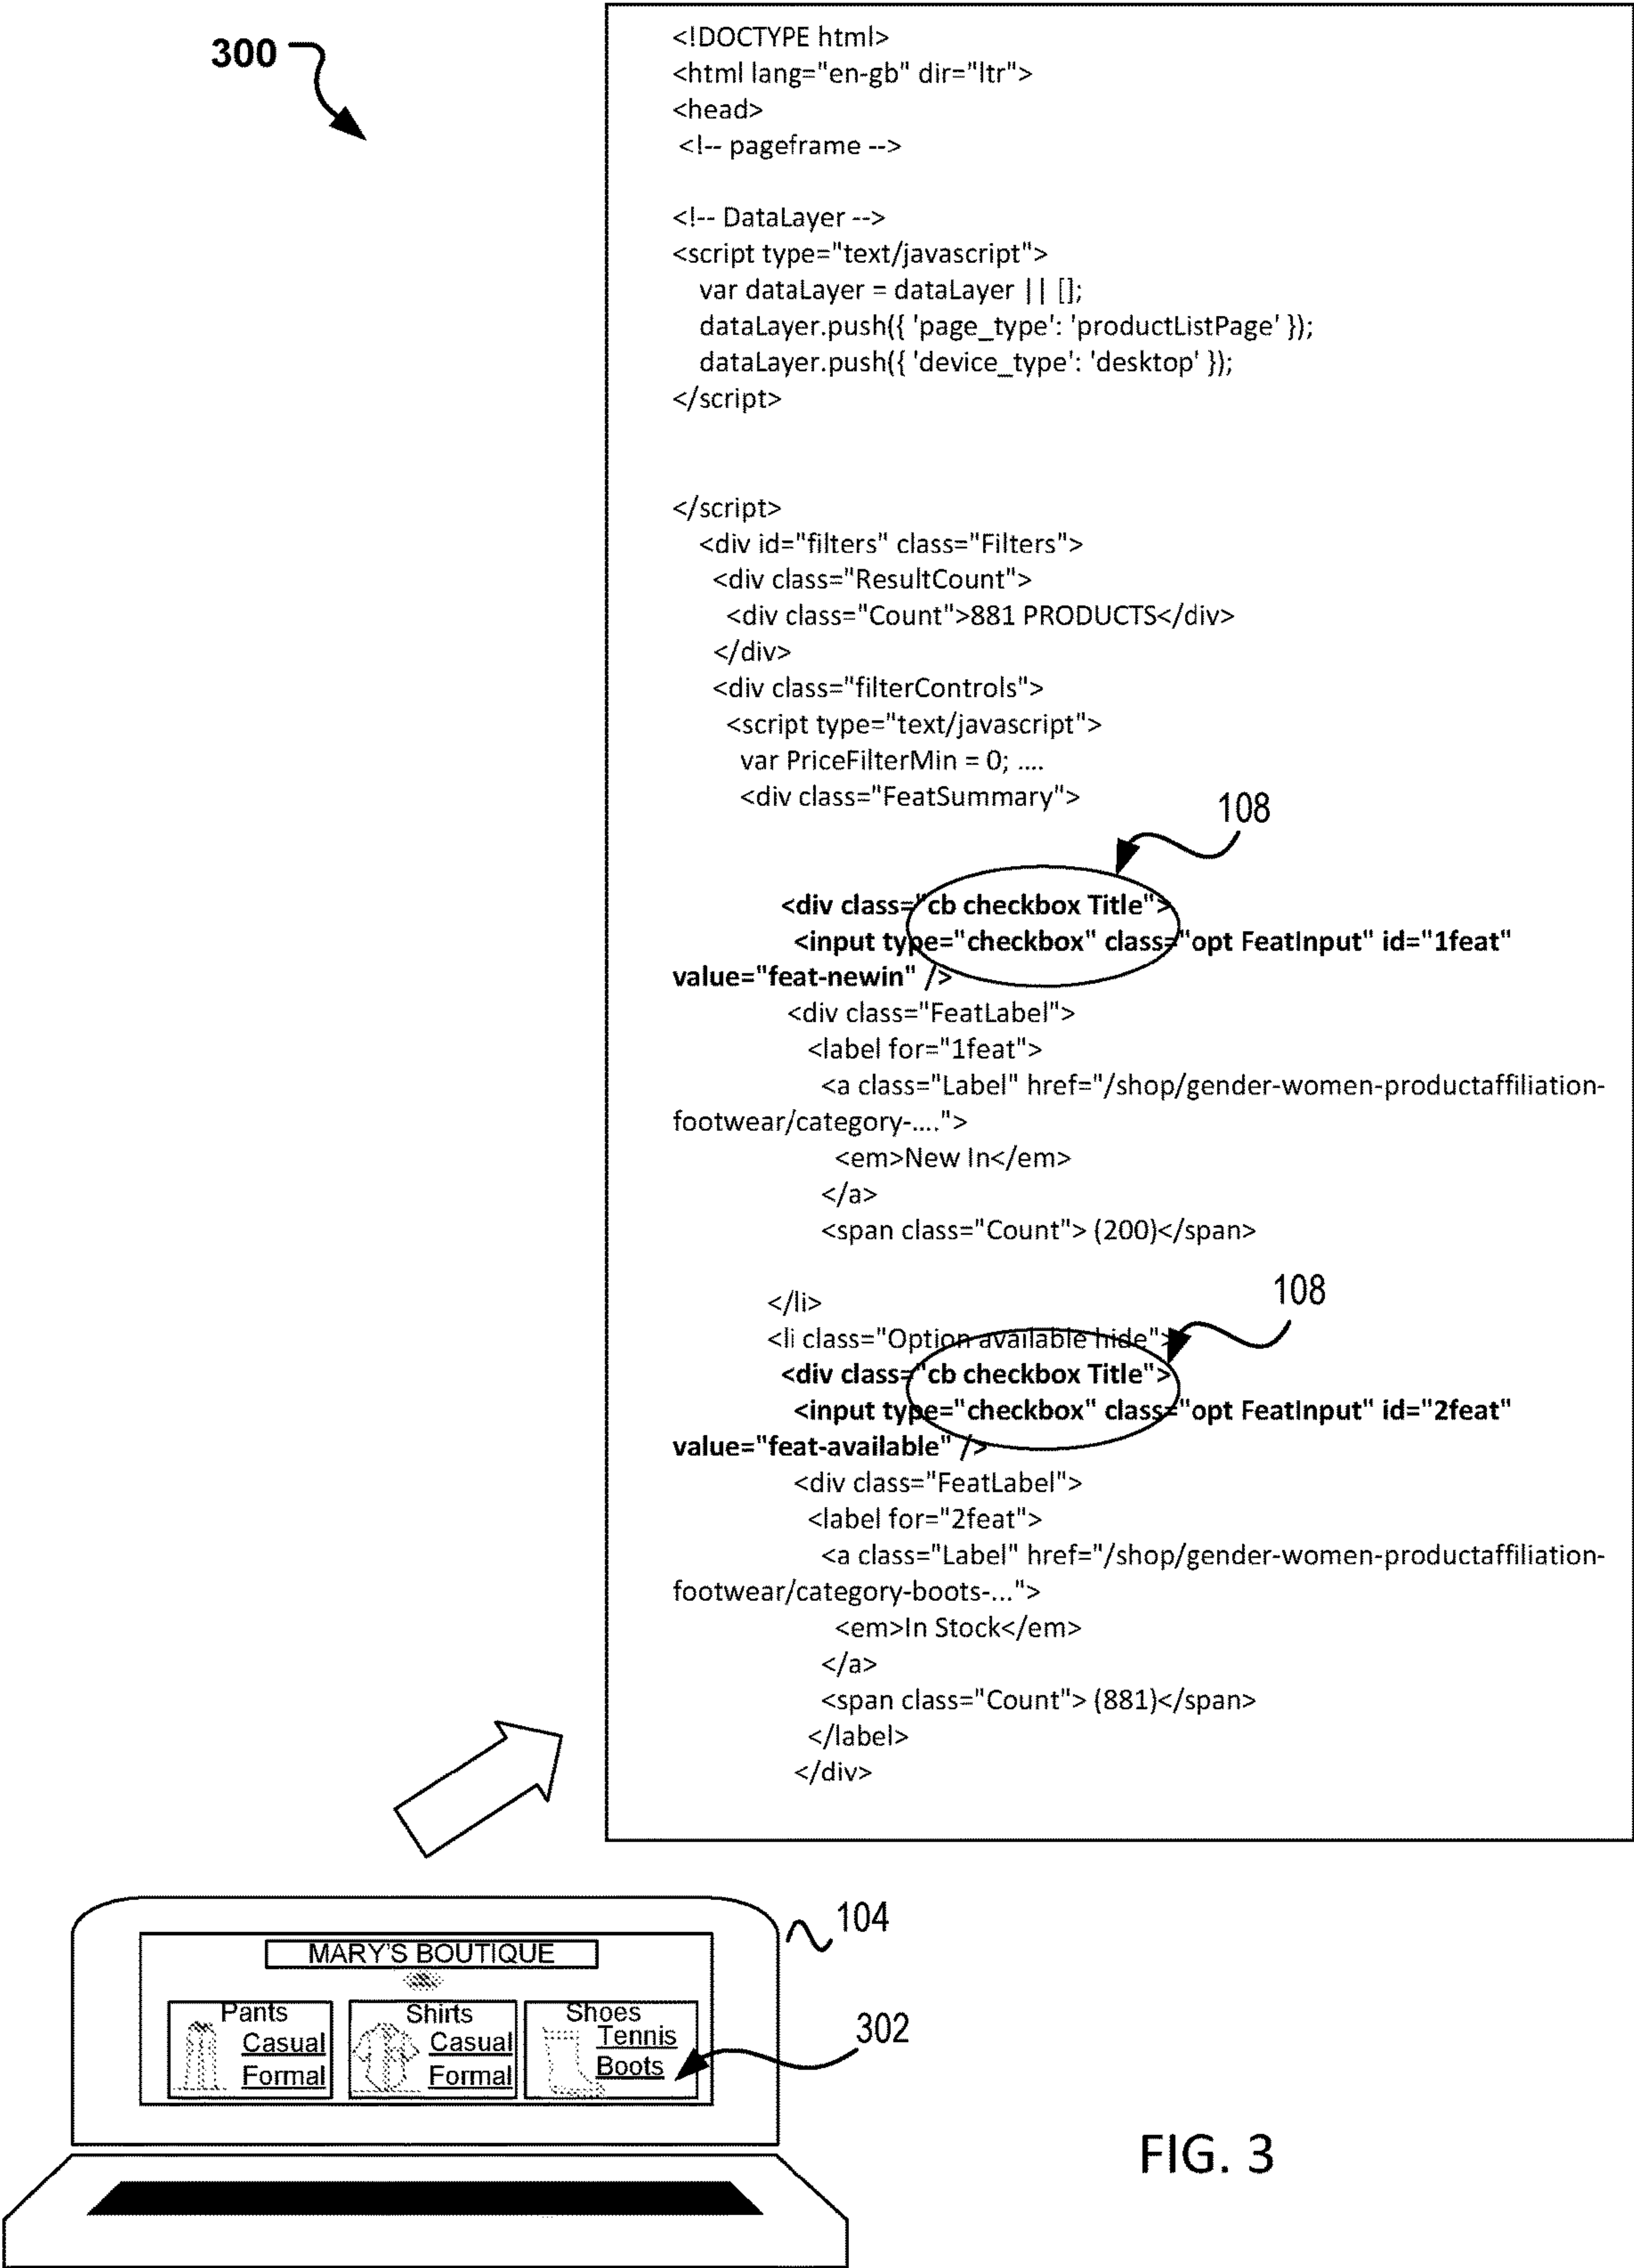 300
<!DOCTYPE html>
<html lang="en-gb" dir="ltr">
<head>
<!-- pageframe -->
<!-- DataLayer -->
<script type="text/javascript">
var dataLayer = dataLayer || [];
dataLayer.push({ 'page_type': 'productListPage' });
dataLayer.push({ 'device_type': 'desktop' });
</script>
</script>
<div id="filters" class="Filters">
<div class="ResultCount">
<div class="Count">881 PRODUCTS</div>
</div>
<div class="filterControls">
<script type="text/javascript">
var PriceFilterMin = 0; ....
<div class="FeatSummary">
108
<div class="cb checkbox Title">
<input type="checkbox" class="opt FeatInput" id="1feat"
value="feat-newin" />
<div class="FeatLabel">
<label for="1feat">
<a class="Label" href="/shop/gender-women-productaffiliation-
footwear/category-....">
<em>New In</em>
</a>
<span class="Count"> (200)</span>
</li>
108
<li class="Option available hide">
<div class="cb checkbox Title">
<input type="checkbox" class="opt FeatInput" id="2feat"
value="feat-available" />
<div class="FeatLabel">
<label for="2feat">
<a class="Label" href="/shop/gender-women-productaffiliation-
footwear/category-boots-...">
<em>In Stock</em>
</a>
<span class="Count"> (881)</span>
</label>
</div>
104
MARY'S BOUTIQUE
Pants
Casual
Formal
Shirts
Casual
Formal
Shoes
Tennis
Boots
302
FIG. 3